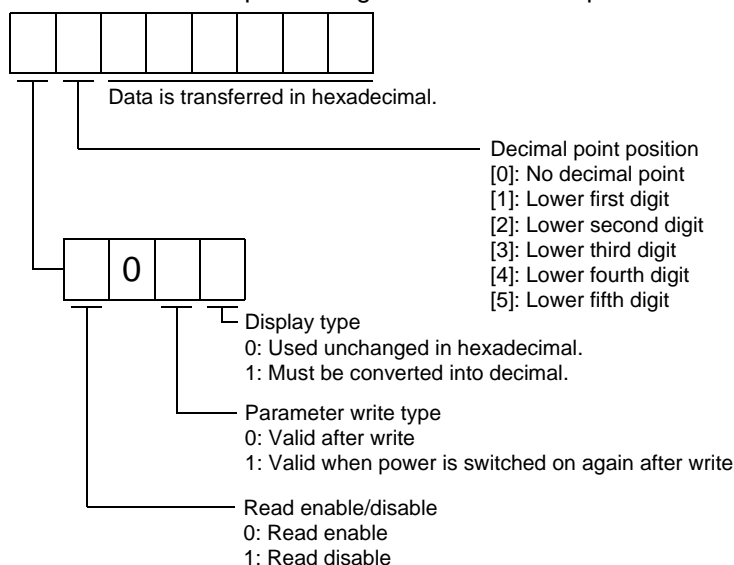 Data is transferred in hexadecimal.
Decimal point position
[0]: No decimal point
[1]: Lower first digit
[2]: Lower second digit
[3]: Lower third digit
[4]: Lower fourth digit
[5]: Lower fifth digit
0
Display type
0: Used unchanged in hexadecimal.
1: Must be converted into decimal.
Parameter write type
0: Valid after write
1: Valid when power is switched on again after write
Read enable/disable
0: Read enable
1: Read disable